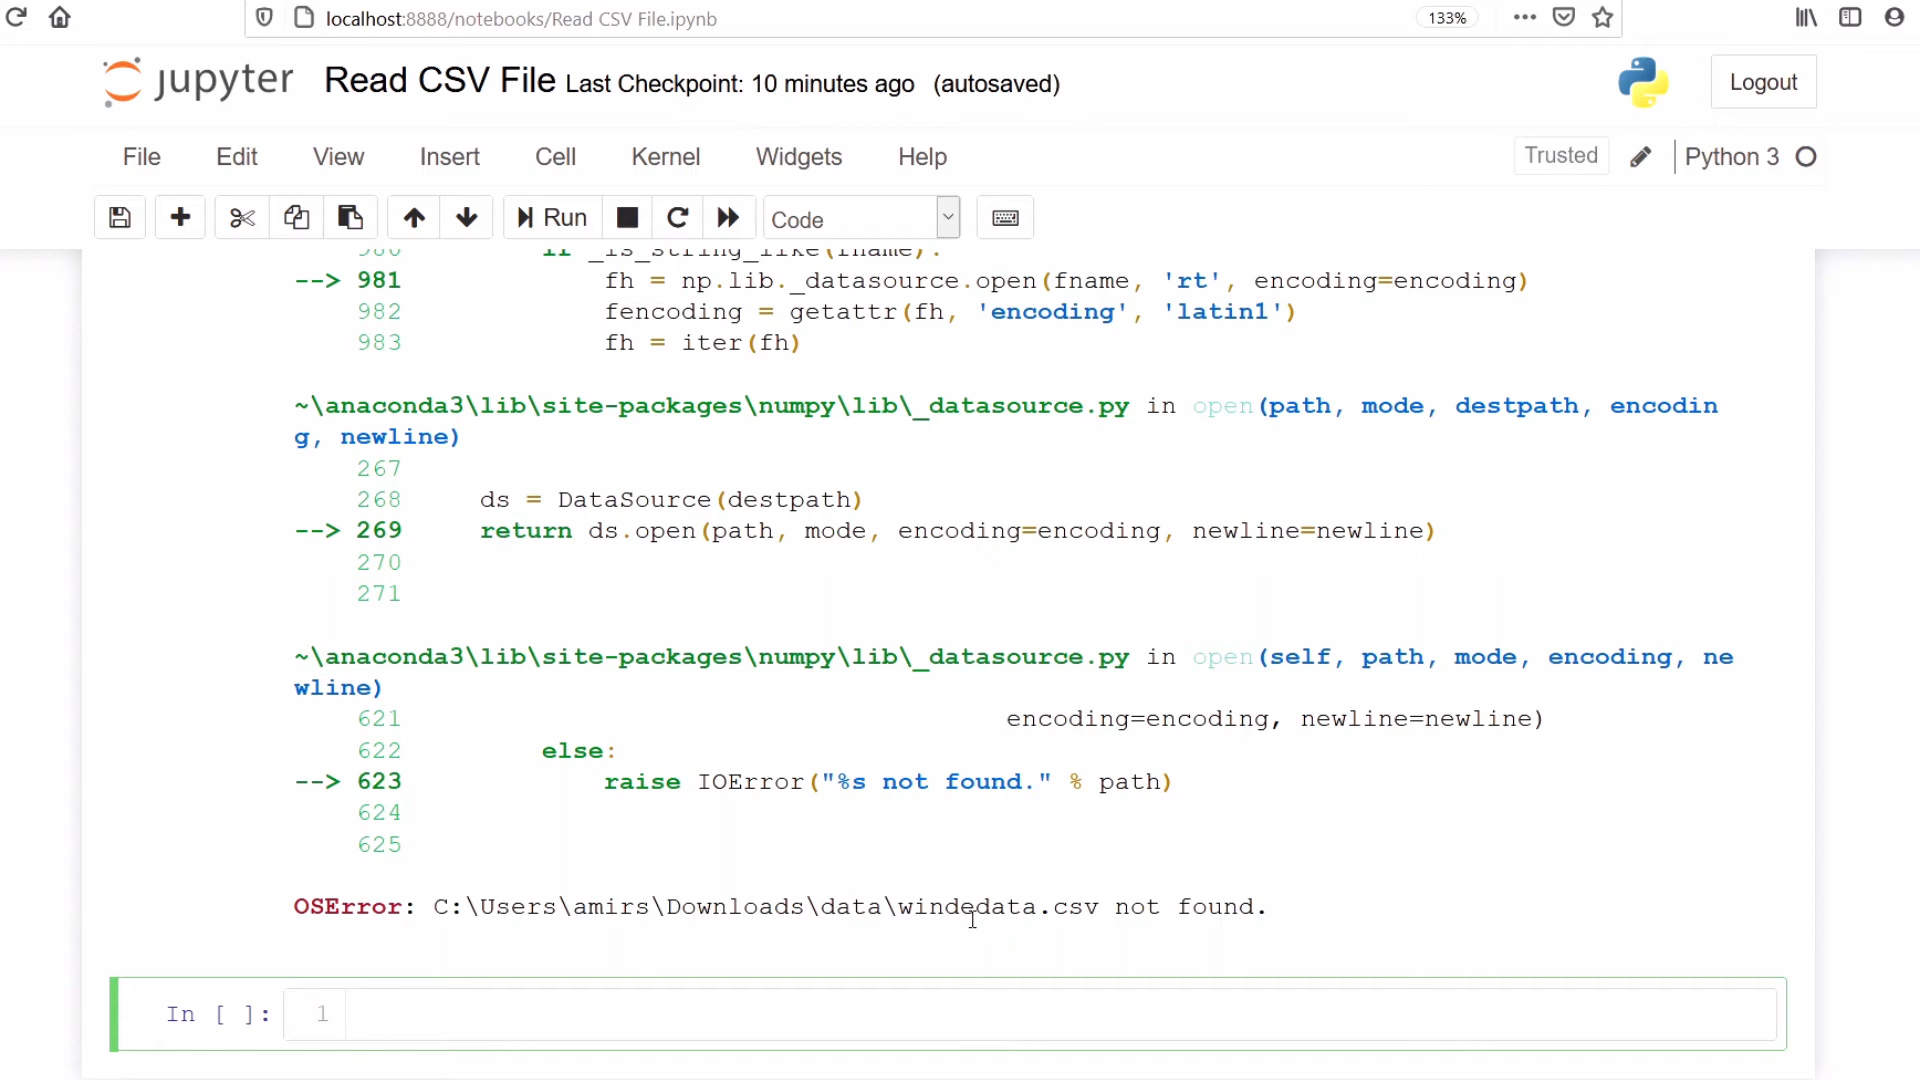 localhost:8888/notebooks/Read CSV File.ipynb
133%
jupyter Read CSV File Last Checkpoint: 10 minutes ago (autosaved)
Logout
File Edit View Insert Cell Kernel Widgets Help
Trusted Python 3
Run Code
980 if _is_string_like(fname):
--> 981 fh = np.lib._datasource.open(fname, 'rt', encoding=encoding)
982 fencoding = getattr(fh, 'encoding', 'latin1')
983 fh = iter(fh)
~\anaconda3\lib\site-packages\numpy\lib\_datasource.py in open(path, mode, destpath, encodin
g, newline)
267
268 ds = DataSource(destpath)
--> 269 return ds.open(path, mode, encoding=encoding, newline=newline)
270
271
~\anaconda3\lib\site-packages\numpy\lib\_datasource.py in open(self, path, mode, encoding, ne
wline)
621 encoding=encoding, newline=newline)
622 else:
--> 623 raise IOError("%s not found." % path)
624
625
OSError: C:\Users\amirs\Downloads\data\windedata.csv not found.
In [ ]: 1